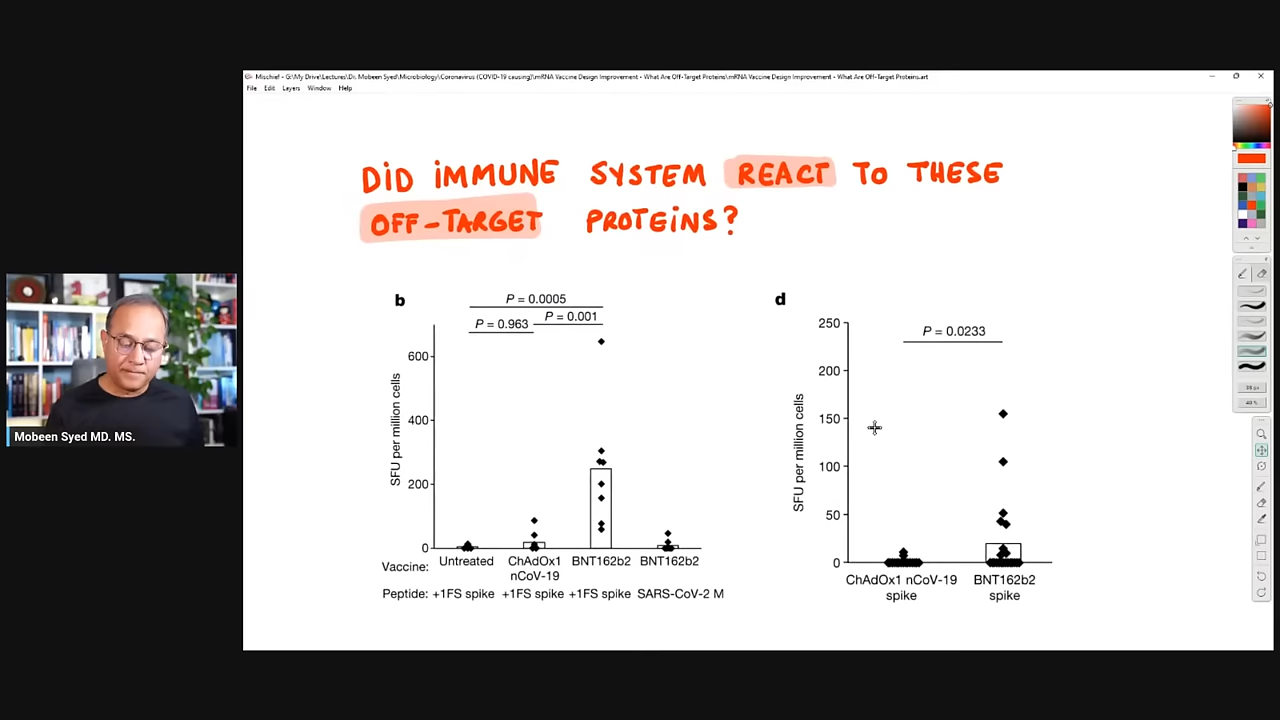 Mischief - G:\My Drive\Lectures\Dr. Mobeen Syed\Microbiology\Coronavirus (COVID-19 causing)\mRNA Vaccine Design Improvement - What Are Off-Target Proteins\mRNA Vaccine Design Improvement - What Are Off-Target Proteins.art
File Edit Layers Window Help
DID IMMUNE SYSTEM REACT TO THESE
OFF-TARGET PROTEINS?
b
P = 0.0005
P = 0.963
P = 0.001
SFU per million cells
600
400
200
0
Vaccine:
Untreated
ChAdOx1
nCoV-19
BNT162b2
BNT162b2
Peptide: +1FS spike +1FS spike +1FS spike SARS-CoV-2 M
d
P = 0.0233
SFU per million cells
250
200
150
100
50
0
ChAdOx1 nCoV-19
spike
BNT162b2
spike
Mobeen Syed MD. MS.